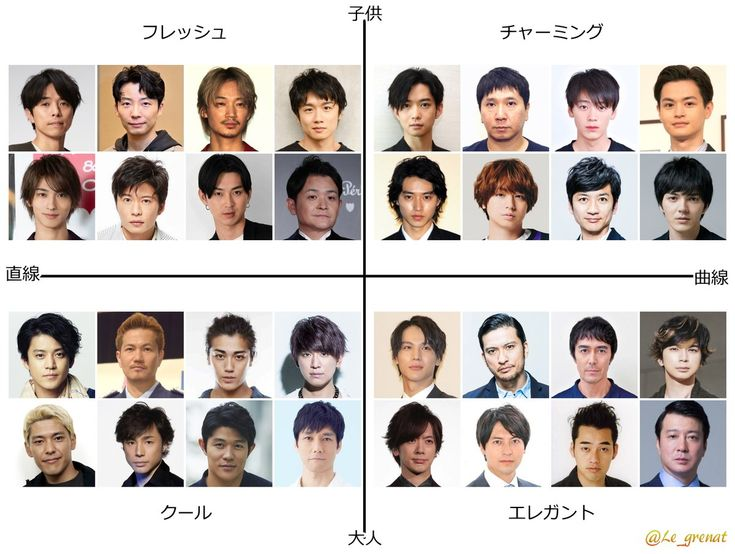 子供
フレッシュ
チャーミング
直線
曲線
クール
エレガント
大人
@Le_grenat